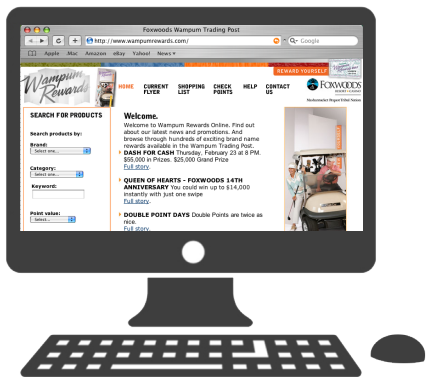 Foxwoods Wampum Trading Post
http://www.wampumrewards.com/
Google
Apple .Mac Amazon eBay Yahoo! News
REWARD YOURSELF
Wampum
Rewards
HOME CURRENT FLYER SHOPPING LIST CHECK POINTS HELP CONTACT US
FOXWOODS
RESORT CASINO
Mashantucket Pequot Tribal Nation
SEARCH FOR PRODUCTS
Search products by:
Brand:
Select one...
Category:
Select one...
Keyword:
Point value:
Select...
Welcome.
Welcome to Wampum Rewards Online. Find out
about our latest news and promotions. And
browse through hundreds of exciting brand name
rewards available in the Wampum Trading Post.
DASH FOR CASH Thursday, February 23 at 8 PM.
$55,000 in Prizes. $25,000 Grand Prize
Full story.
QUEEN OF HEARTS - FOXWOODS 14TH
ANNIVERSARY You could win up to $14,000
instantly with just one swipe
Full story.
DOUBLE POINT DAYS Double Points are twice as
nice.
Full story.